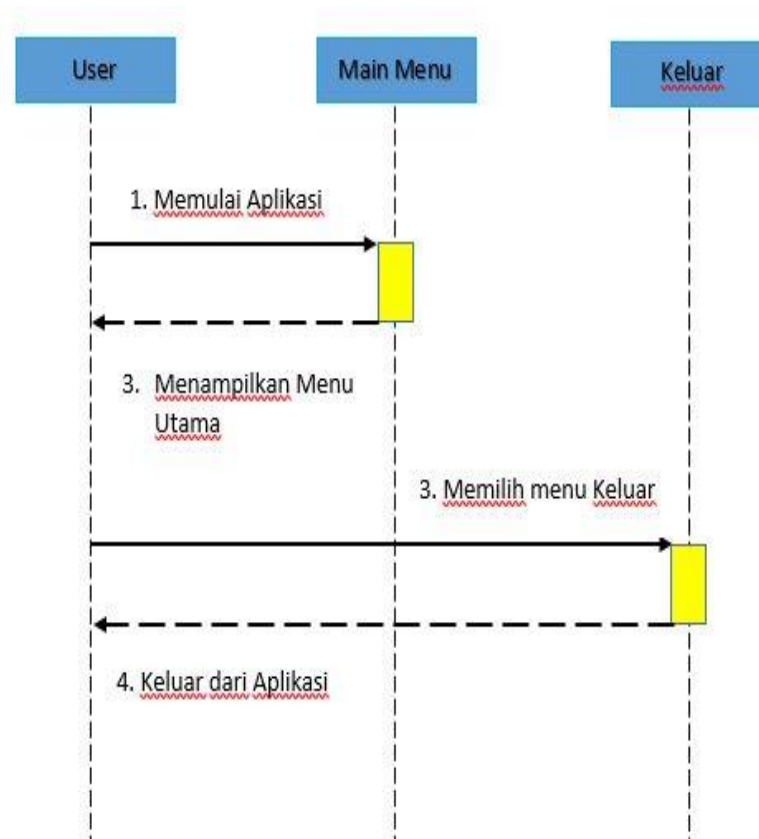 User
Main Menu
Keluar
1. Memulai Aplikasi
3. Menampilkan Menu
Utama
3. Memilih menu Keluar
4. Keluar dari Aplikasi